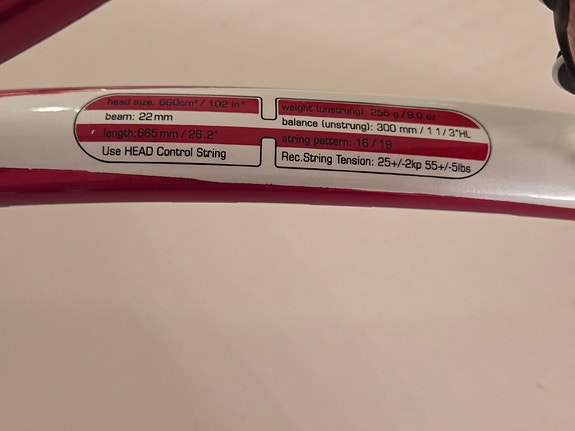 head size: 660cm² / 102 in²
beam: 22mm
length:665mm / 26.2"
Use HEAD Control String
weight (unstrung): 255 g / 9.0 oz
balance (unstrung): 300 mm / 1 1/3"HL
string pattern: 16 / 19
Rec.String Tension: 25+/-2kp 55+/-5lbs